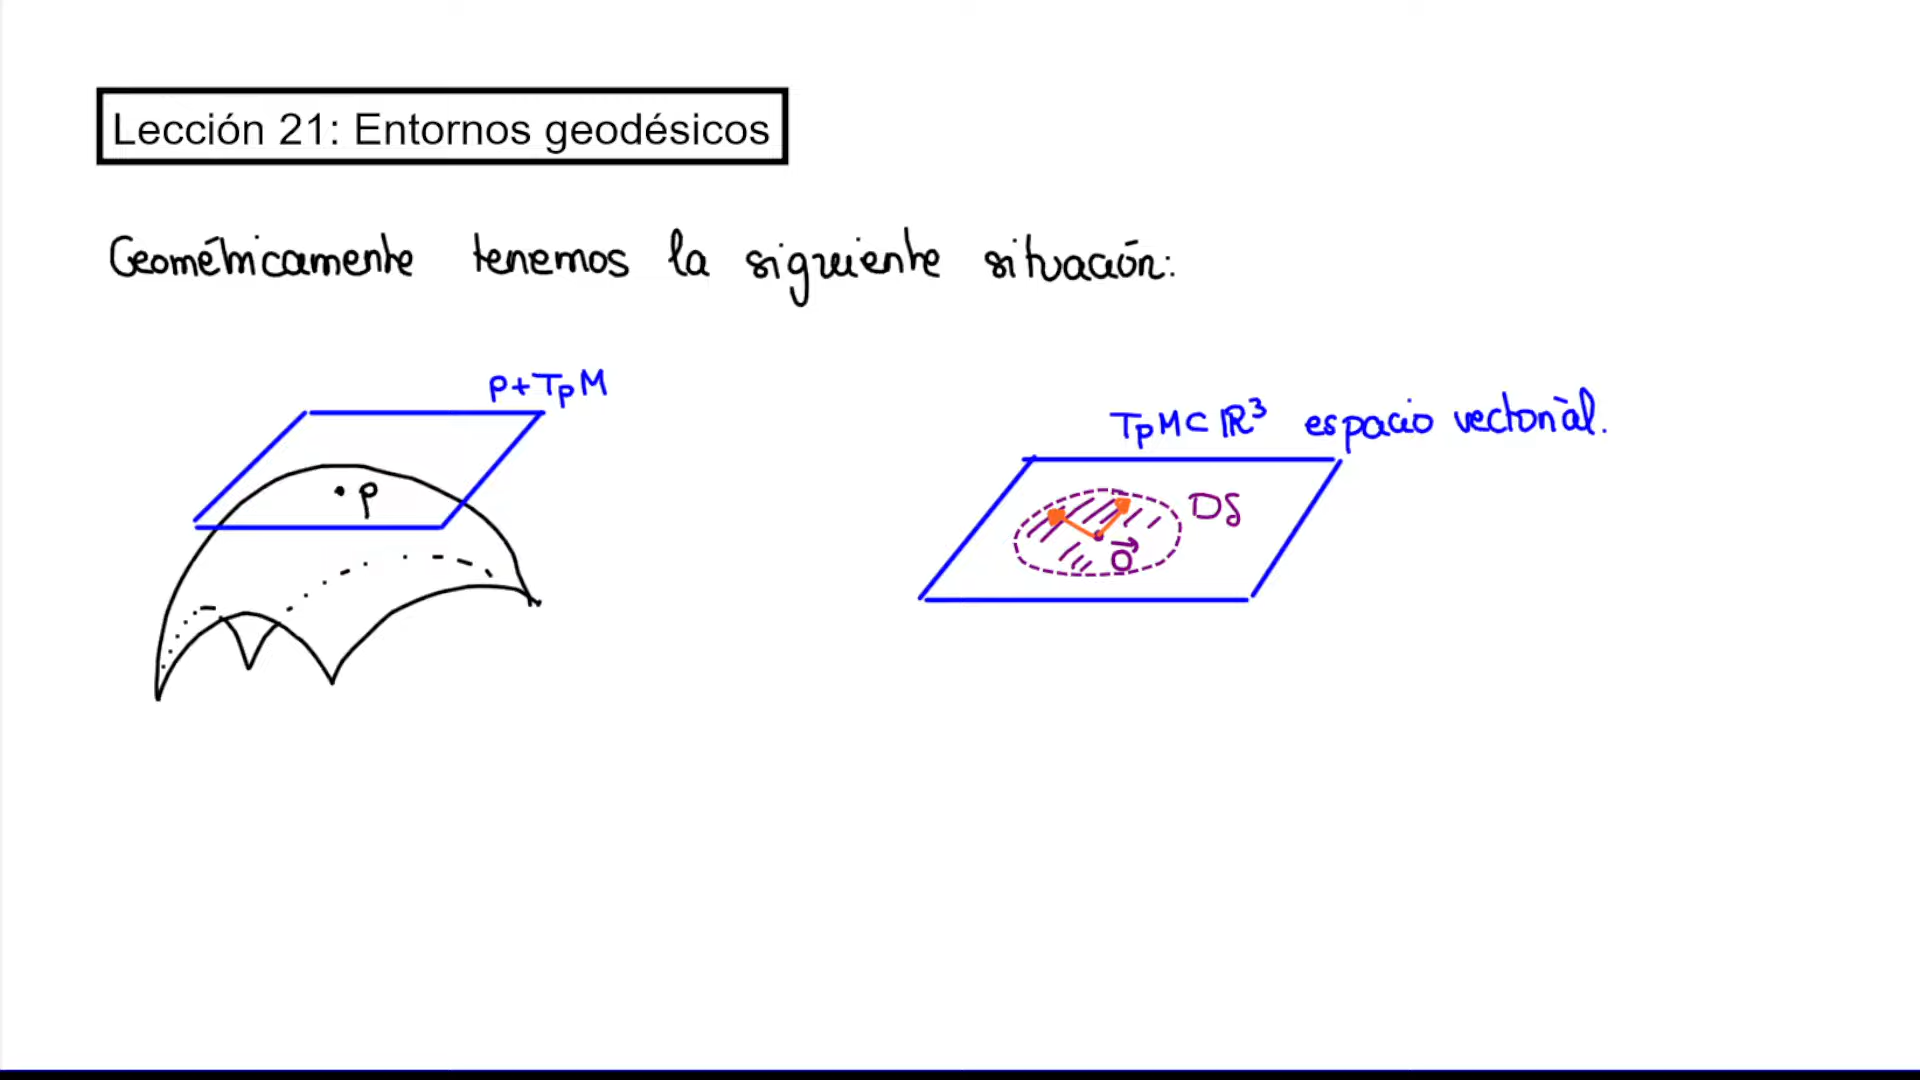 Lección 21: Entornos geodésicos
Geométricamente tenemos la siguiente situación:
p+TpM
TpM⊂ℝ³ espacio vectorial.
p
Dδ
0⃗